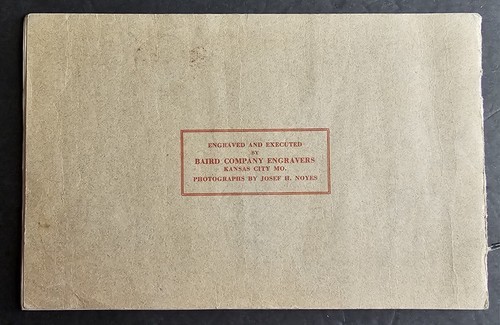 ENGRAVED AND EXECUTED
BY
BAIRD COMPANY ENGRAVERS
KANSAS CITY MO.
PHOTOGRAPHS BY JOSEF H. NOYES